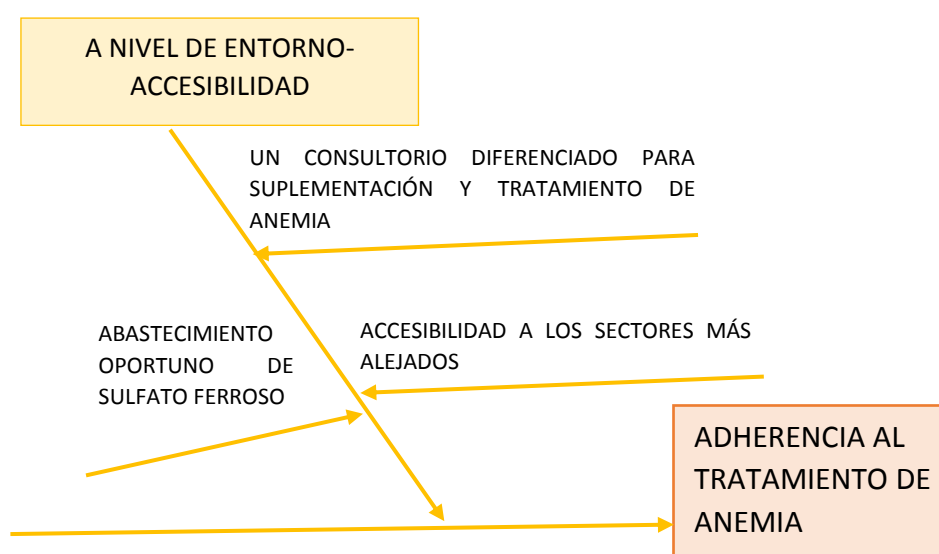 A NIVEL DE ENTORNO-
ACCESIBILIDAD
UN CONSULTORIO DIFERENCIADO PARA
SUPLEMENTACIÓN Y TRATAMIENTO DE
ANEMIA
ABASTECIMIENTO
OPORTUNO DE
SULFATO FERROSO
ACCESIBILIDAD A LOS SECTORES MÁS
ALEJADOS
ADHERENCIA AL
TRATAMIENTO DE
ANEMIA